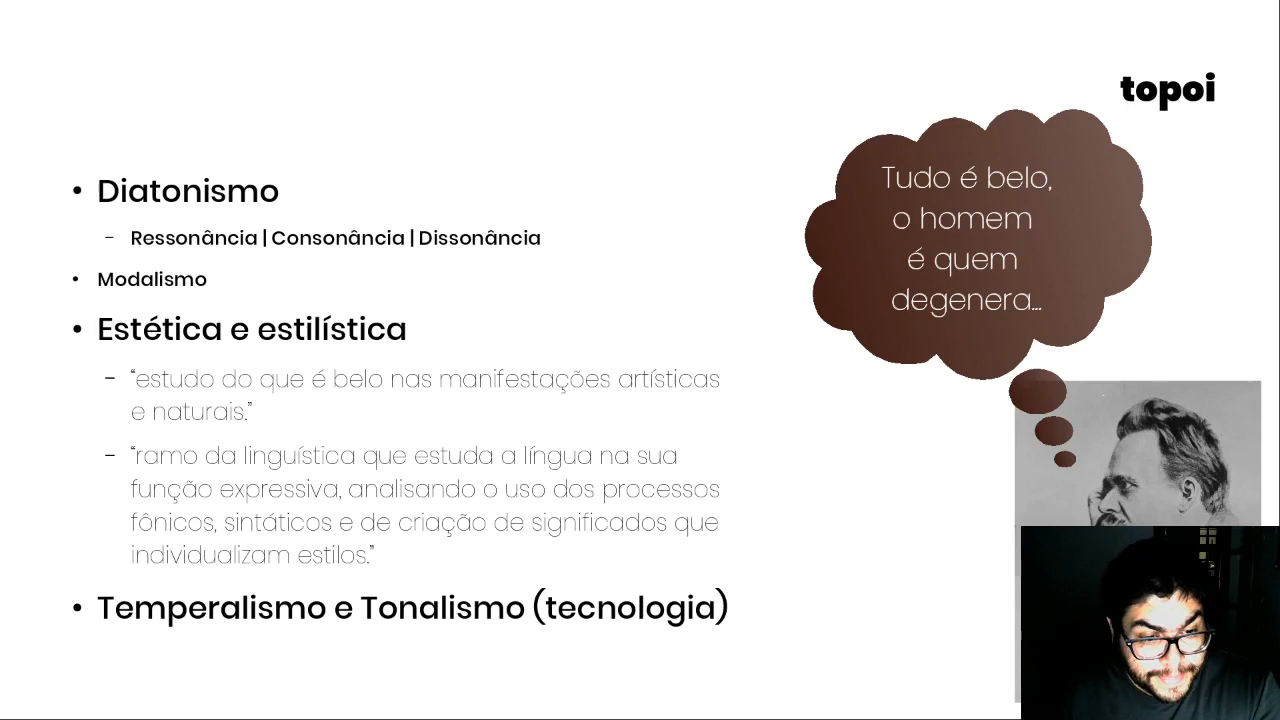 topoi
• Diatonismo
– Ressonância | Consonância | Dissonância
• Modalismo
• Estética e estilística
– “estudo do que é belo nas manifestações artísticas
e naturais.”
– “ramo da linguística que estuda a língua na sua
função expressiva, analisando o uso dos processos
fônicos, sintáticos e de criação de significados que
individualizam estilos.”
• Temperalismo e Tonalismo (tecnologia)
Tudo é belo,
o homem
é quem
degenera...